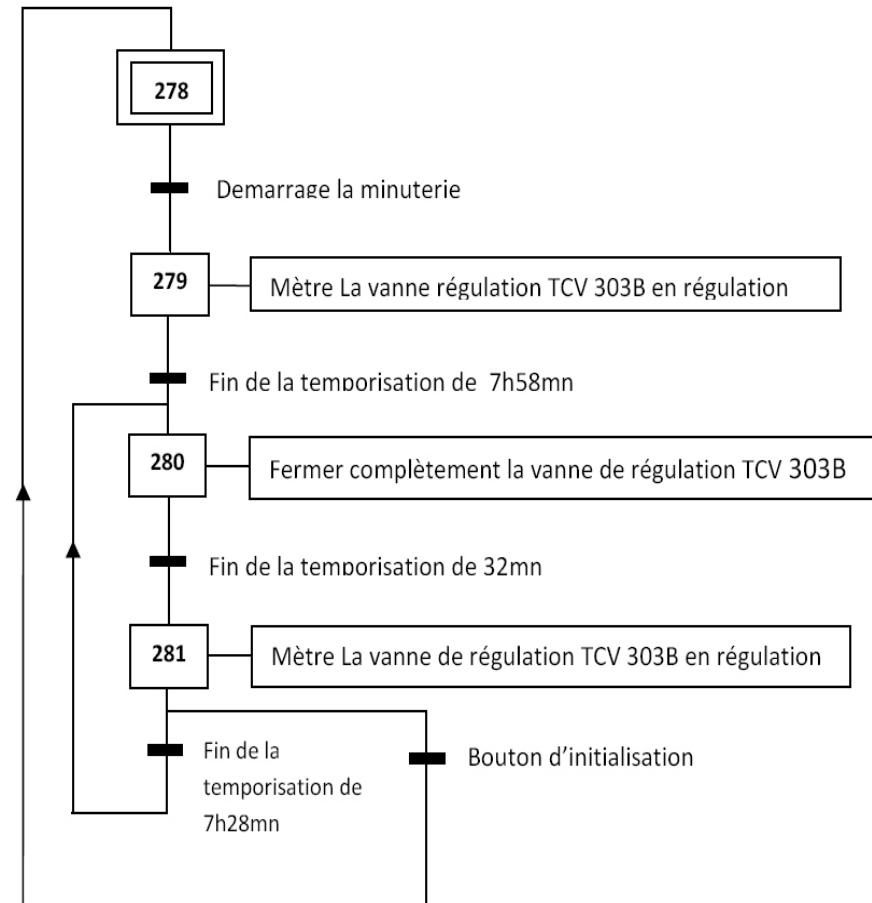 278
Demarrage la minuterie
279
Mètre La vanne régulation TCV 303B en régulation
Fin de la temporisation de 7h58mn
280
Fermer complètement la vanne de régulation TCV 303B
Fin de la temporisation de 32mn
281
Mètre La vanne de régulation TCV 303B en régulation
Fin de la
temporisation de
7h28mn
Bouton d’initialisation